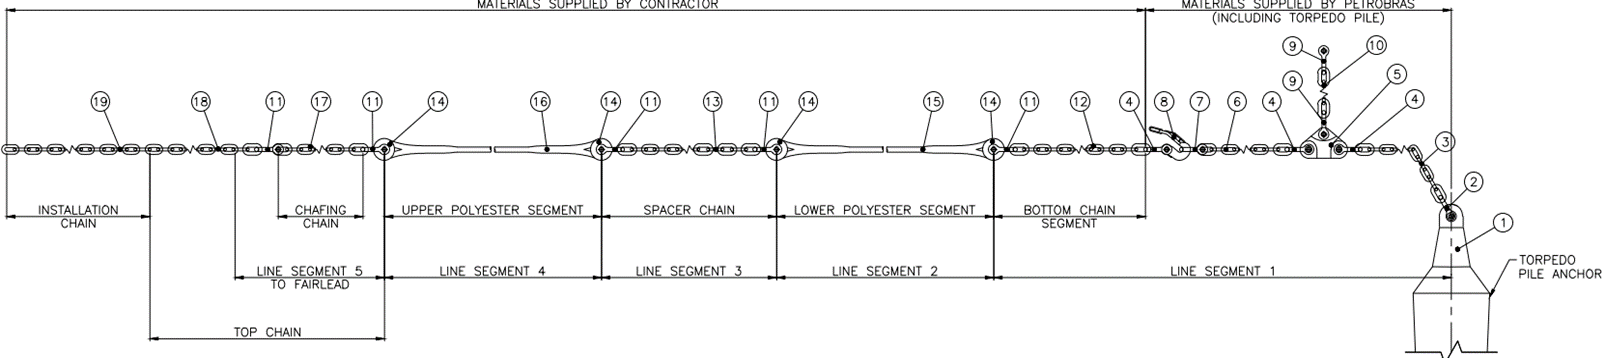 MATERIALS SUPPLIED BY CONTRACTOR
MATERIALS SUPPLIED BY PETROBRAS
(INCLUDING TORPEDO PILE)
9
10
5
9
19
18
11
17
11
14
16
14
11
13
11
14
15
14
11
12
4
8
7
6
4
4
3
2
1
INSTALLATION
CHAIN
CHAFING
CHAIN
UPPER POLYESTER SEGMENT
SPACER CHAIN
LOWER POLYESTER SEGMENT
BOTTOM CHAIN
SEGMENT
LINE SEGMENT 5
TO FAIRLEAD
LINE SEGMENT 4
LINE SEGMENT 3
LINE SEGMENT 2
LINE SEGMENT 1
TORPEDO
PILE ANCHOR
TOP CHAIN